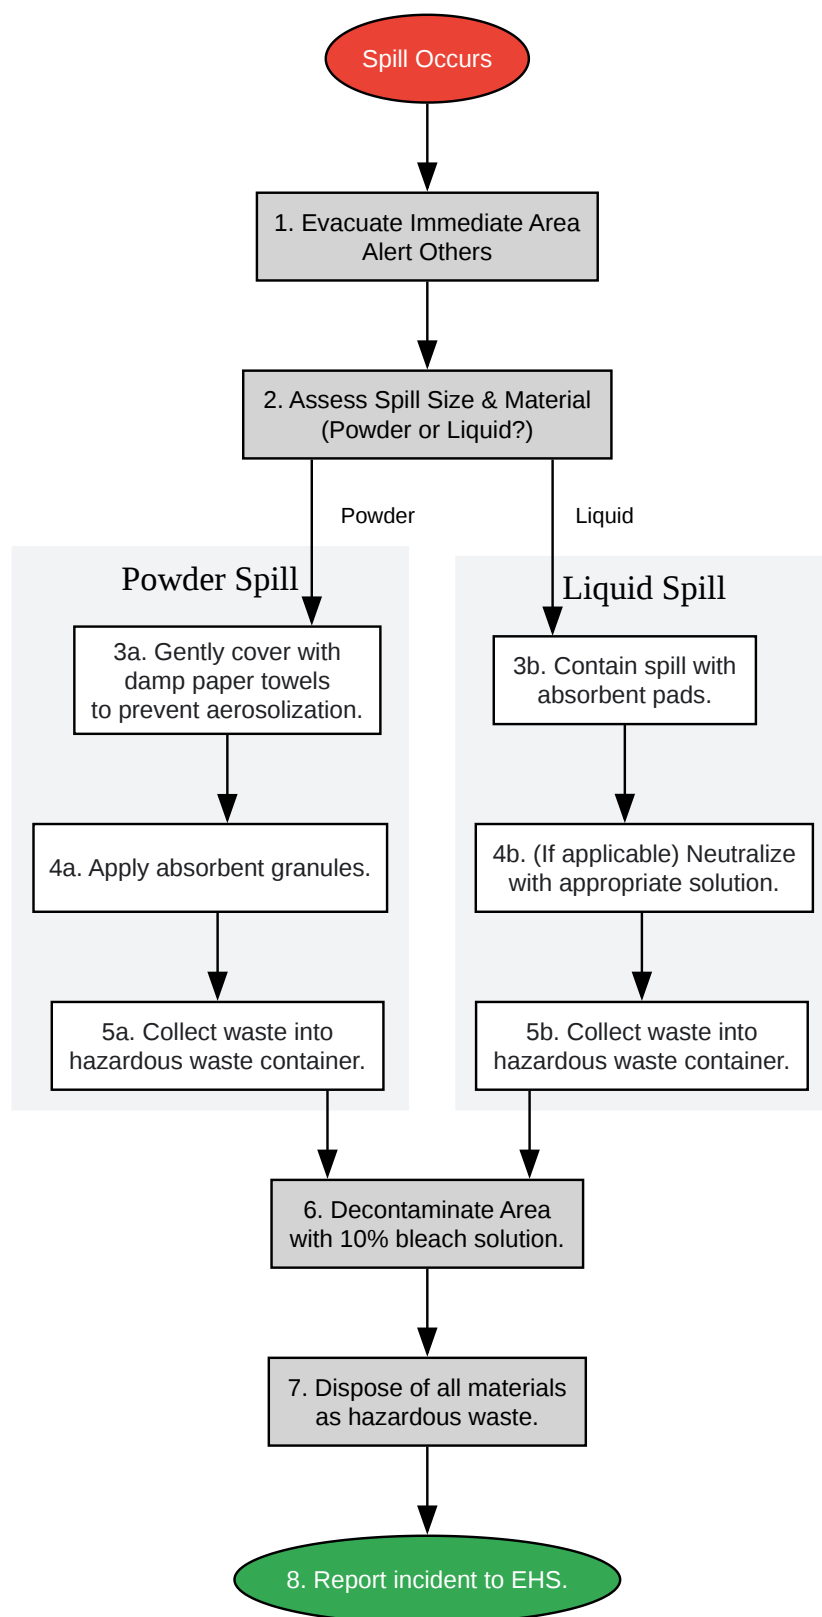 Spill Occurs
1. Evacuate Immediate Area
Alert Others
2. Assess Spill Size & Material
(Powder or Liquid?)
Powder
Liquid
Powder Spill
3a. Gently cover with
damp paper towels
to prevent aerosolization.
4a. Apply absorbent granules.
5a. Collect waste into
hazardous waste container.
Liquid Spill
3b. Contain spill with
absorbent pads.
4b. (If applicable) Neutralize
with appropriate solution.
5b. Collect waste into
hazardous waste container.
6. Decontaminate Area
with 10% bleach solution.
7. Dispose of all materials
as hazardous waste.
8. Report incident to EHS.